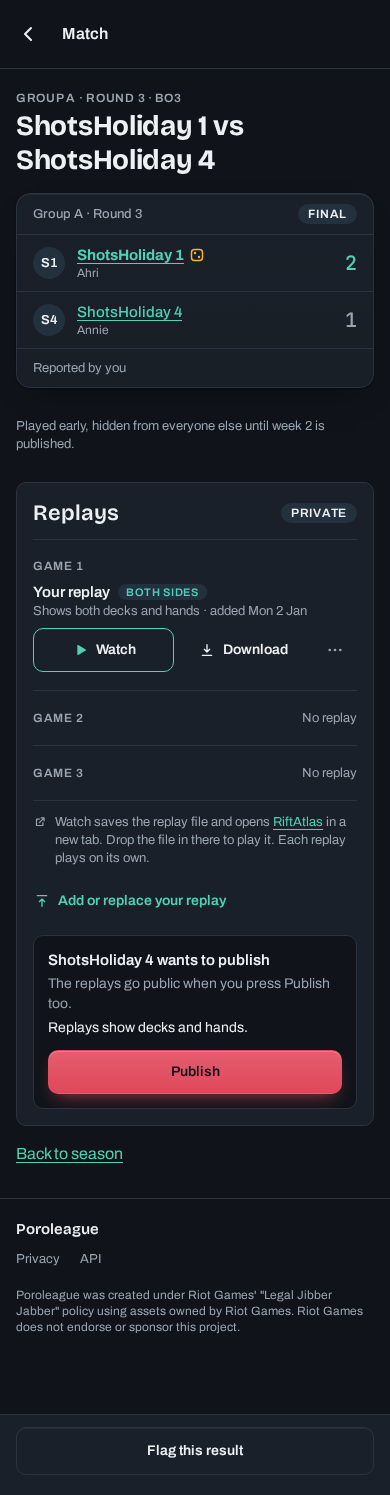 Match
GROUP A · ROUND 3 · BO3
ShotsHoliday 1 vs
ShotsHoliday 4
Group A · Round 3
FINAL
S1
ShotsHoliday 1
2
Ahri
S4
ShotsHoliday 4
1
Annie
Reported by you
Played early, hidden from everyone else until week 2 is
published.
Replays
PRIVATE
GAME 1
Your replay
BOTH SIDES
Shows both decks and hands · added Mon 2 Jan
Watch
Download
GAME 2
No replay
GAME 3
No replay
Watch saves the replay file and opens RiftAtlas in a
new tab. Drop the file in there to play it. Each replay
plays on its own.
Add or replace your replay
ShotsHoliday 4 wants to publish
The replays go public when you press Publish
too.
Replays show decks and hands.
Publish
Back to season
Poroleague
Privacy
API
Poroleague was created under Riot Games' "Legal Jibber
Jabber" policy using assets owned by Riot Games. Riot Games
does not endorse or sponsor this project.
Flag this result